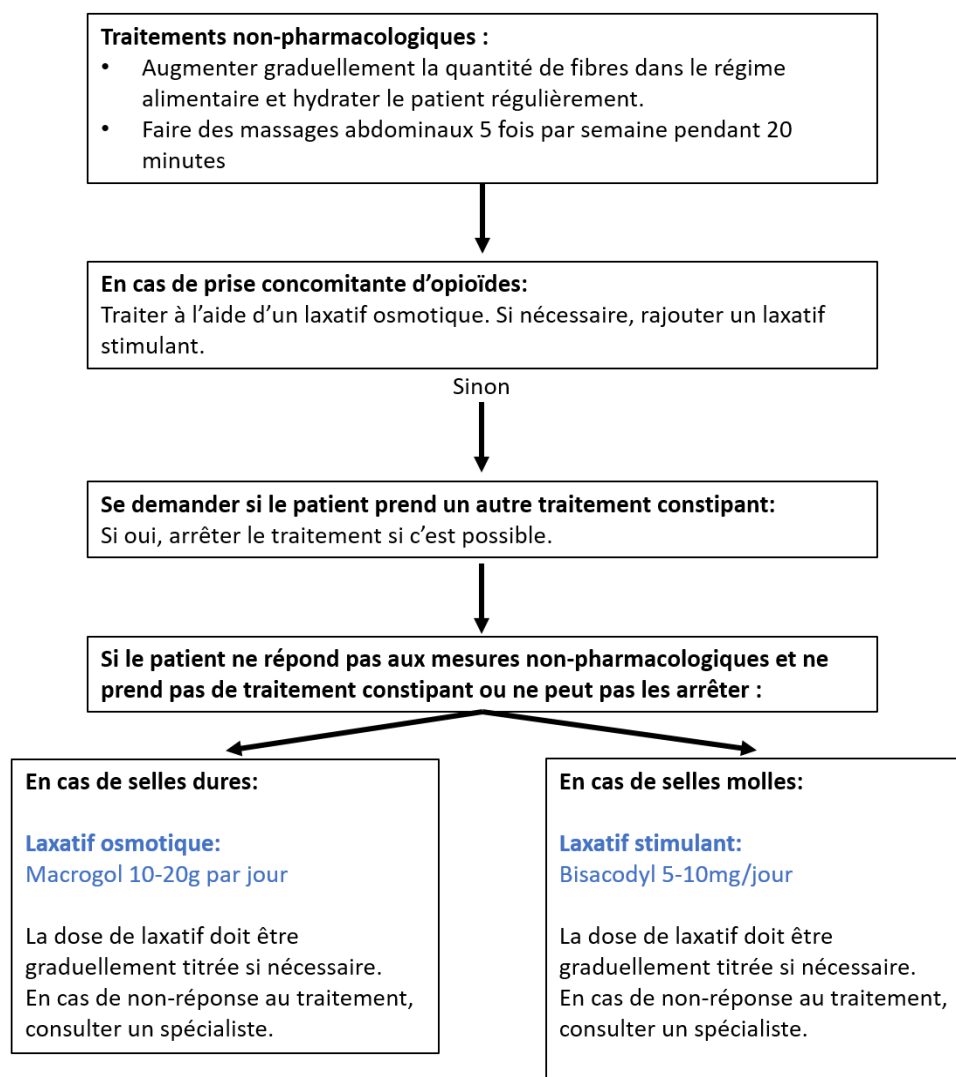 Traitements non-pharmacologiques :
• Augmenter graduellement la quantité de fibres dans le régime
alimentaire et hydrater le patient régulièrement.
• Faire des massages abdominaux 5 fois par semaine pendant 20
minutes
En cas de prise concomitante d’opioïdes:
Traiter à l’aide d’un laxatif osmotique. Si nécessaire, rajouter un laxatif
stimulant.
Sinon
Se demander si le patient prend un autre traitement constipant:
Si oui, arrêter le traitement si c’est possible.
Si le patient ne répond pas aux mesures non-pharmacologiques et ne
prend pas de traitement constipant ou ne peut pas les arrêter :
En cas de selles dures:
Laxatif osmotique:
Macrogol 10-20g par jour
La dose de laxatif doit être
graduellement titrée si nécessaire.
En cas de non-réponse au traitement,
consulter un spécialiste.
En cas de selles molles:
Laxatif stimulant:
Bisacodyl 5-10mg/jour
La dose de laxatif doit être
graduellement titrée si nécessaire.
En cas de non-réponse au traitement,
consulter un spécialiste.